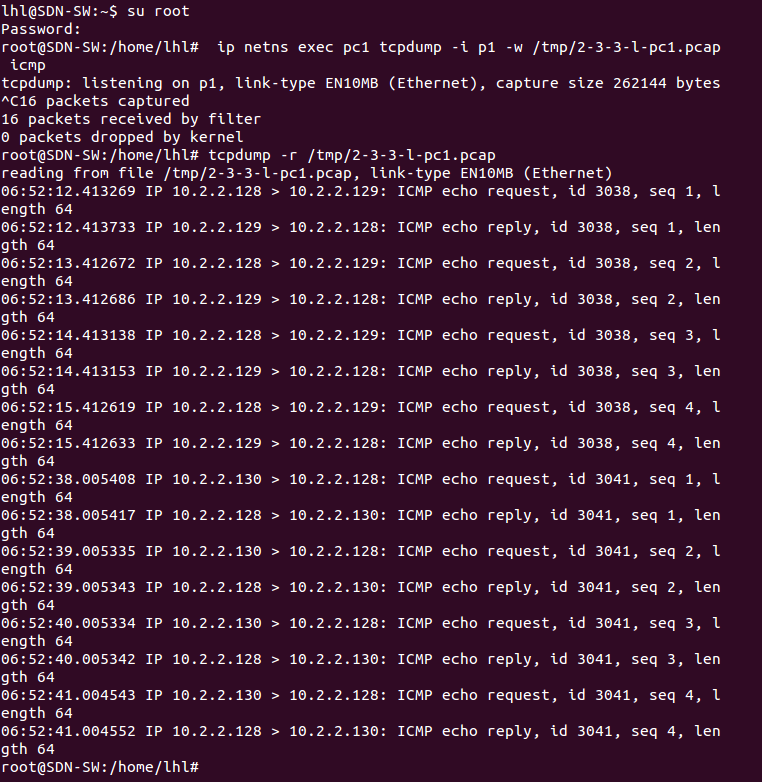 lhl@SDN-SW:~$ su root
Password:
root@SDN-SW:/home/lhl#  ip netns exec pc1 tcpdump -i p1 -w /tmp/2-3-3-l-pc1.pcap
 icmp
tcpdump: listening on p1, link-type EN10MB (Ethernet), capture size 262144 bytes
^C16 packets captured
16 packets received by filter
0 packets dropped by kernel
root@SDN-SW:/home/lhl# tcpdump -r /tmp/2-3-3-l-pc1.pcap
reading from file /tmp/2-3-3-l-pc1.pcap, link-type EN10MB (Ethernet)
06:52:12.413269 IP 10.2.2.128 > 10.2.2.129: ICMP echo request, id 3038, seq 1, l
ength 64
06:52:12.413733 IP 10.2.2.129 > 10.2.2.128: ICMP echo reply, id 3038, seq 1, len
gth 64
06:52:13.412672 IP 10.2.2.128 > 10.2.2.129: ICMP echo request, id 3038, seq 2, l
ength 64
06:52:13.412686 IP 10.2.2.129 > 10.2.2.128: ICMP echo reply, id 3038, seq 2, len
gth 64
06:52:14.413138 IP 10.2.2.128 > 10.2.2.129: ICMP echo request, id 3038, seq 3, l
ength 64
06:52:14.413153 IP 10.2.2.129 > 10.2.2.128: ICMP echo reply, id 3038, seq 3, len
gth 64
06:52:15.412619 IP 10.2.2.128 > 10.2.2.129: ICMP echo request, id 3038, seq 4, l
ength 64
06:52:15.412633 IP 10.2.2.129 > 10.2.2.128: ICMP echo reply, id 3038, seq 4, len
gth 64
06:52:38.005408 IP 10.2.2.130 > 10.2.2.128: ICMP echo request, id 3041, seq 1, l
ength 64
06:52:38.005417 IP 10.2.2.128 > 10.2.2.130: ICMP echo reply, id 3041, seq 1, len
gth 64
06:52:39.005335 IP 10.2.2.130 > 10.2.2.128: ICMP echo request, id 3041, seq 2, l
ength 64
06:52:39.005343 IP 10.2.2.128 > 10.2.2.130: ICMP echo reply, id 3041, seq 2, len
gth 64
06:52:40.005334 IP 10.2.2.130 > 10.2.2.128: ICMP echo request, id 3041, seq 3, l
ength 64
06:52:40.005342 IP 10.2.2.128 > 10.2.2.130: ICMP echo reply, id 3041, seq 3, len
gth 64
06:52:41.004543 IP 10.2.2.130 > 10.2.2.128: ICMP echo request, id 3041, seq 4, l
ength 64
06:52:41.004552 IP 10.2.2.128 > 10.2.2.130: ICMP echo reply, id 3041, seq 4, len
gth 64
root@SDN-SW:/home/lhl#